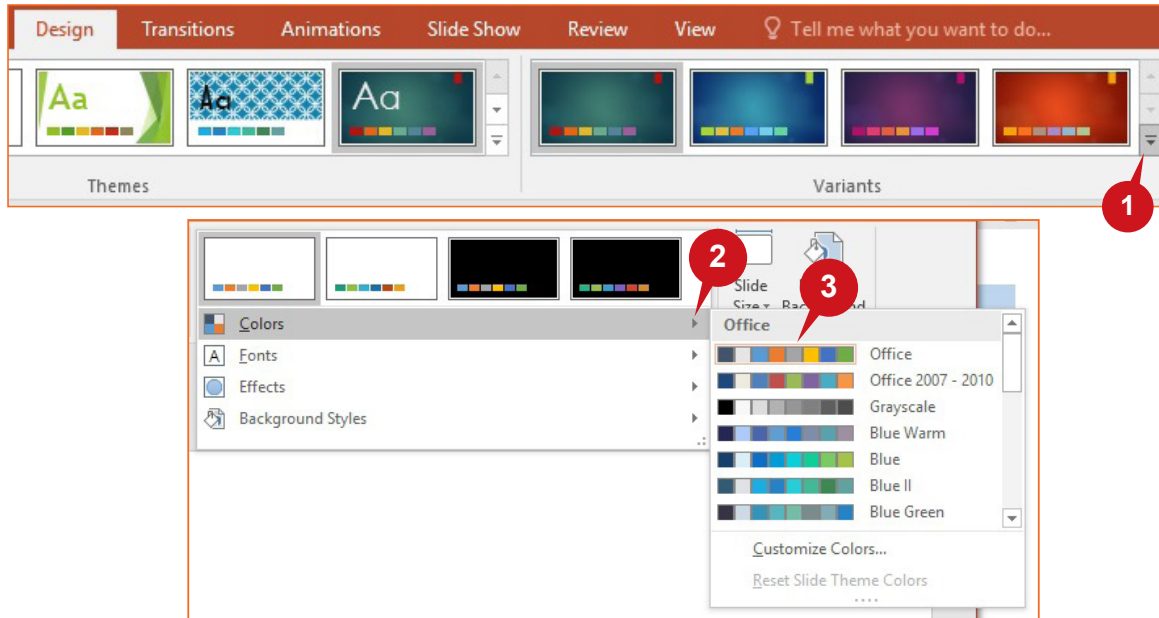 Design Transitions Animations Slide Show Review View Tell me what you want to do...
Aa Aa Aa
Themes Variants
1
2
3
Slide
Size
Colors
Fonts
Effects
Background Styles
Office
Office
Office 2007 - 2010
Grayscale
Blue Warm
Blue
Blue II
Blue Green
Customize Colors...
Reset Slide Theme Colors